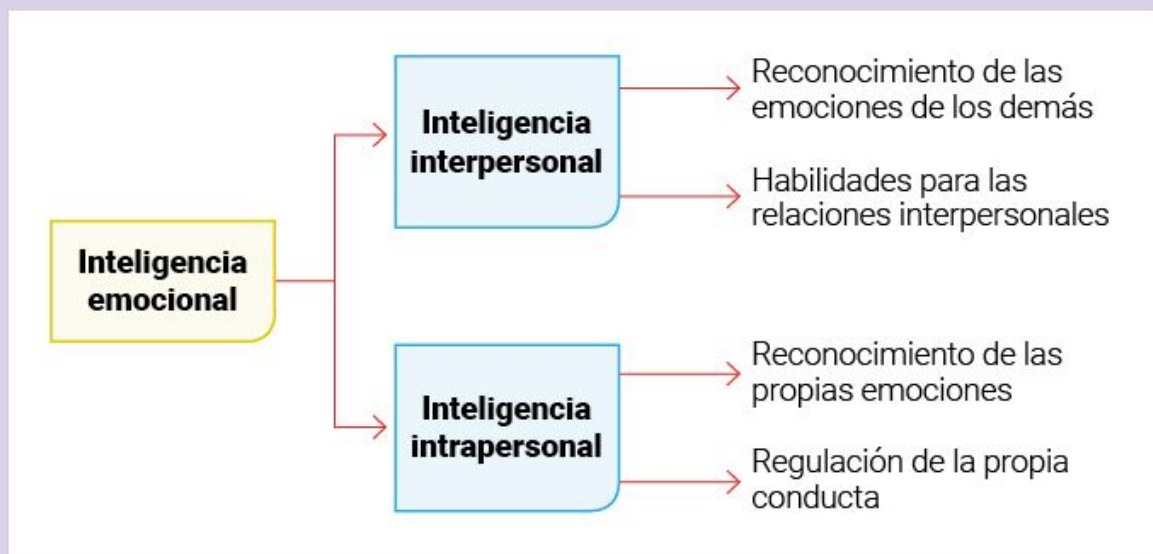 Inteligencia
emocional
Inteligencia
interpersonal
Reconocimiento de las
emociones de los demás
Habilidades para las
relaciones interpersonales
Inteligencia
intrapersonal
Reconocimiento de las
propias emociones
Regulación de la propia
conducta